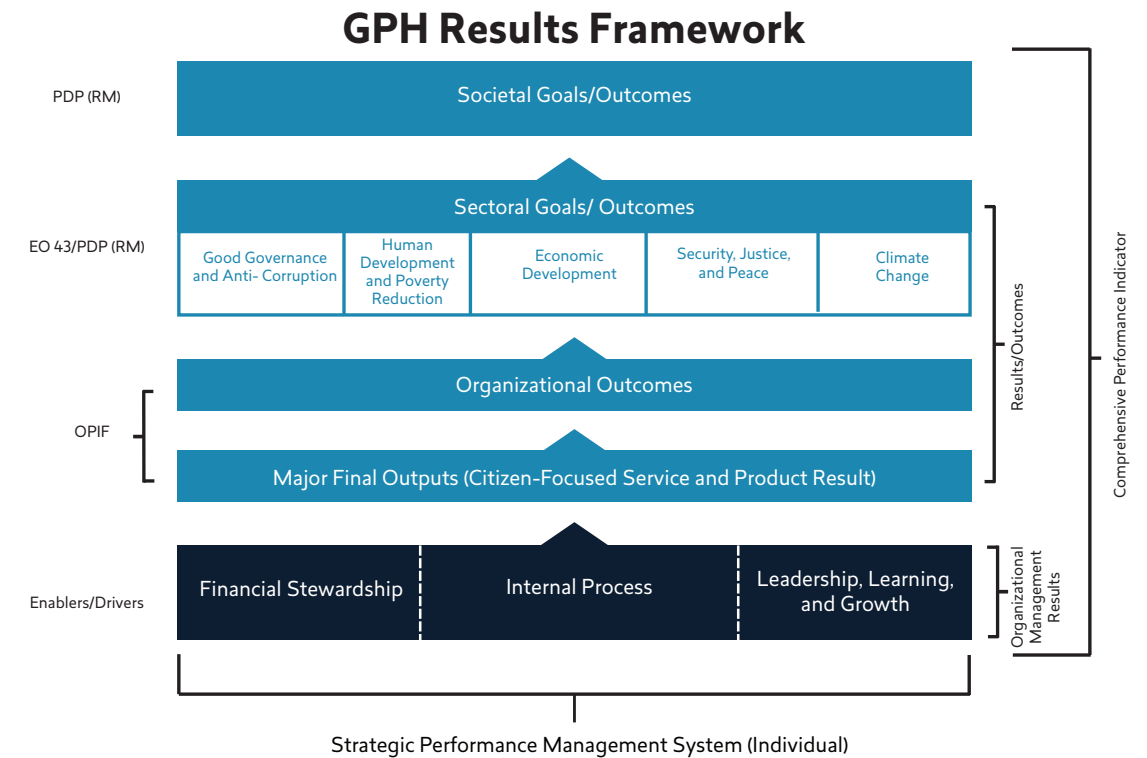 GPH Results Framework
PDP (RM)
Societal Goals/Outcomes
EO 43/PDP (RM)
Sectoral Goals/ Outcomes
Good Governance
and Anti- Corruption
Human
Development
and Poverty
Reduction
Economic
Development
Security, Justice,
and Peace
Climate
Change
OPIF
Organizational Outcomes
Major Final Outputs (Citizen-Focused Service and Product Result)
Results/Outcomes
Enablers/Drivers
Financial Stewardship
Internal Process
Leadership, Learning,
and Growth
Organizational
Management
Results
Comprehensive Performance Indicator
Strategic Performance Management System (Individual)